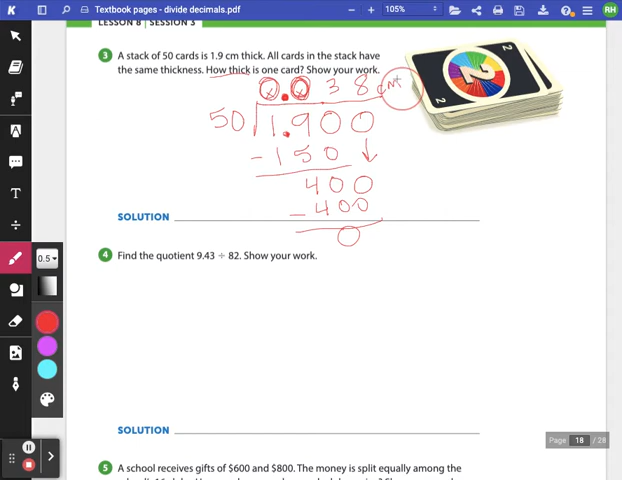 K
Textbook pages - divide decimals.pdf
105%
RH
LESSON 8 | SESSION 3
3 A stack of 50 cards is 1.9 cm thick. All cards in the stack have
the same thickness. How thick is one card? Show your work.
0.038 cm
50 1.900
- 150
400
- 400
0
SOLUTION
4 Find the quotient 9.43 ÷ 82. Show your work.
SOLUTION
5 A school receives gifts of $600 and $800. The money is split equally among the
0.5
T
A
Page 18 / 28
2
2
2